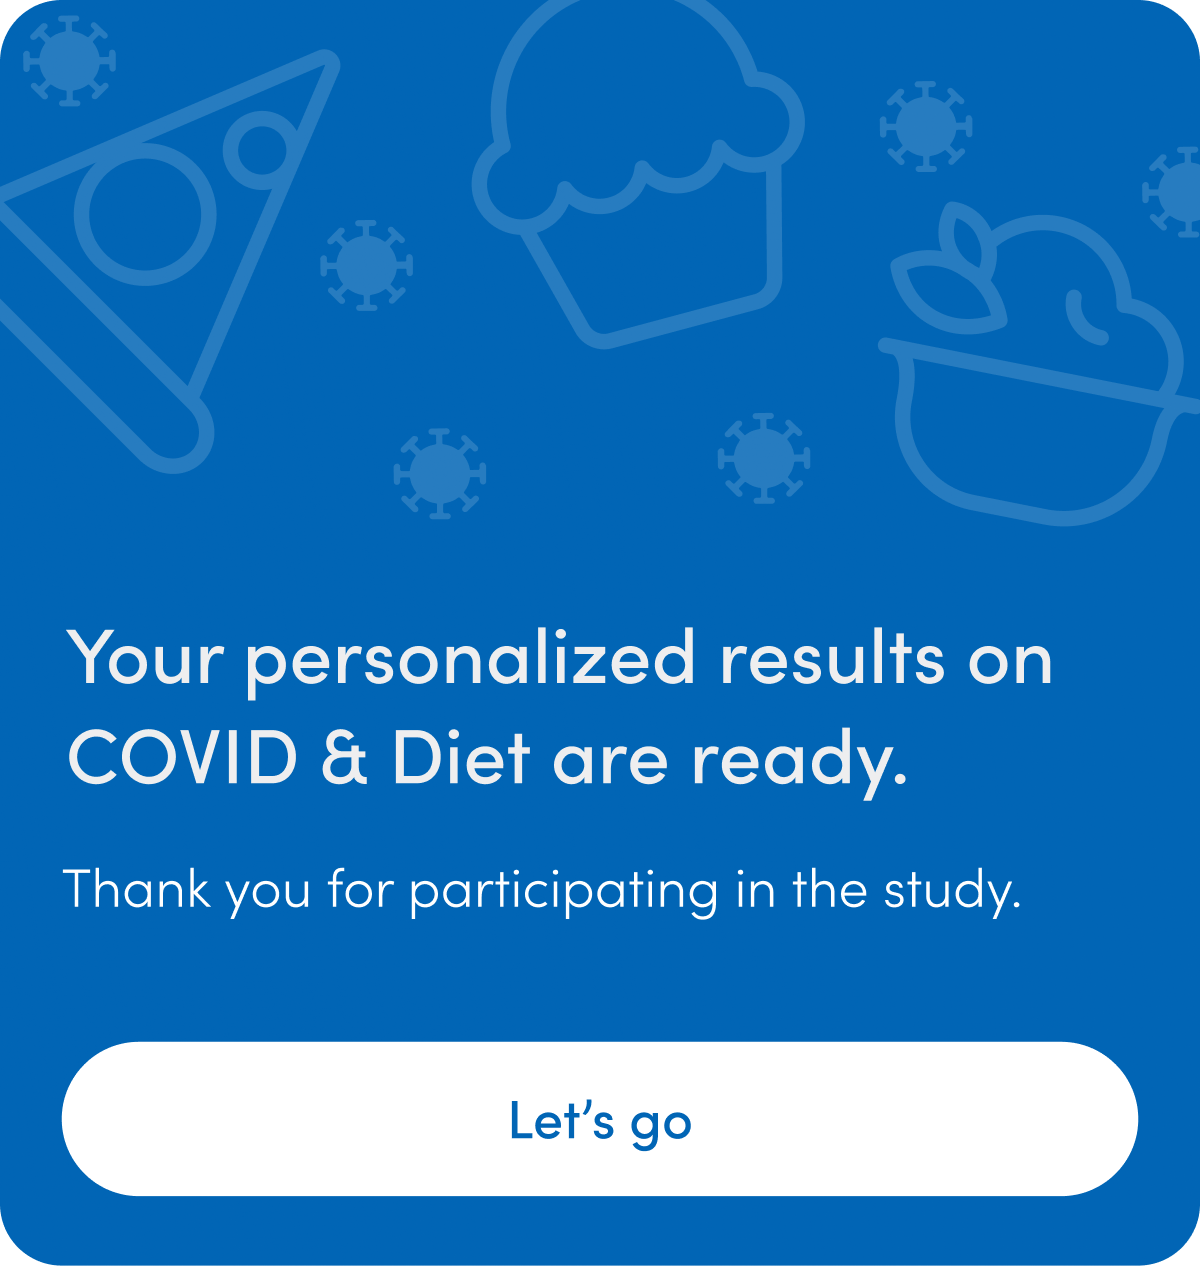 Your personalized results on
COVID & Diet are ready.
Thank you for participating in the study.
Let’s go